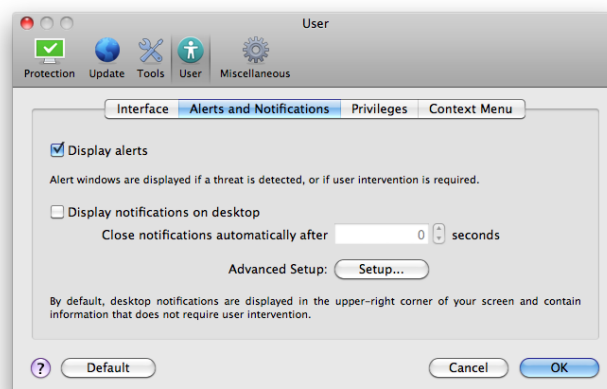 User
Protection Update Tools User Miscellaneous
Interface Alerts and Notifications Privileges Context Menu
Display alerts
Alert windows are displayed if a threat is detected, or if user intervention is required.
Display notifications on desktop
Close notifications automatically after 0 seconds
Advanced Setup: Setup...
By default, desktop notifications are displayed in the upper-right corner of your screen and contain
information that does not require user intervention.
? Default Cancel OK